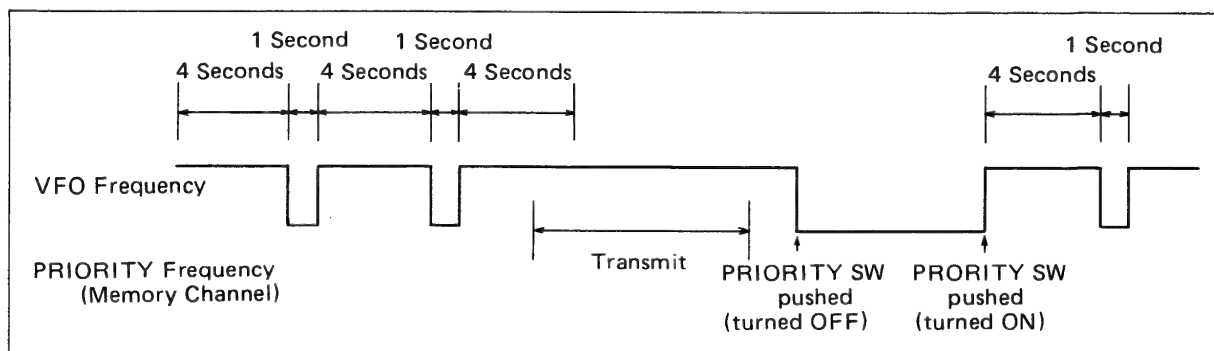 1 Second 1 Second
4 Seconds 4 Seconds 4 Seconds
1 Second
4 Seconds
VFO Frequency
PRIORITY Frequency
(Memory Channel)
Transmit
PRIORITY SW
pushed
(turned OFF)
PRORITY SW
pushed
(turned ON)